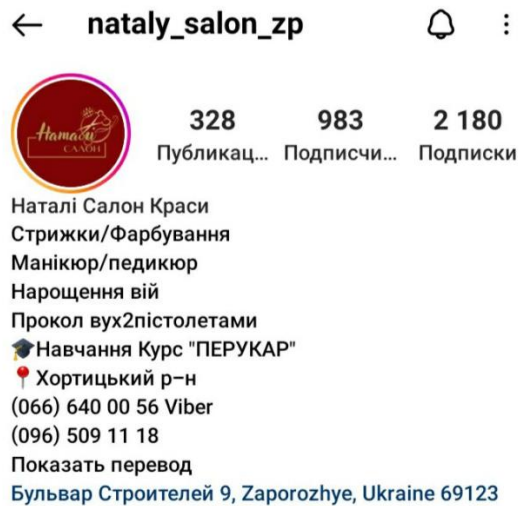 nataly_salon_zp
Наталі
САЛОН
328 983 2 180
Публикац... Подписчи... Подписки
Наталі Салон Краси
Стрижки/Фарбування
Манікюр/педикюр
Нарощення вій
Прокол вух2пістолетами
🎓Навчання Курс "ПЕРУКАР"
📍Хортицький р-н
(066) 640 00 56 Viber
(096) 509 11 18
Показать перевод
Бульвар Строителей 9, Zaporozhye, Ukraine 69123